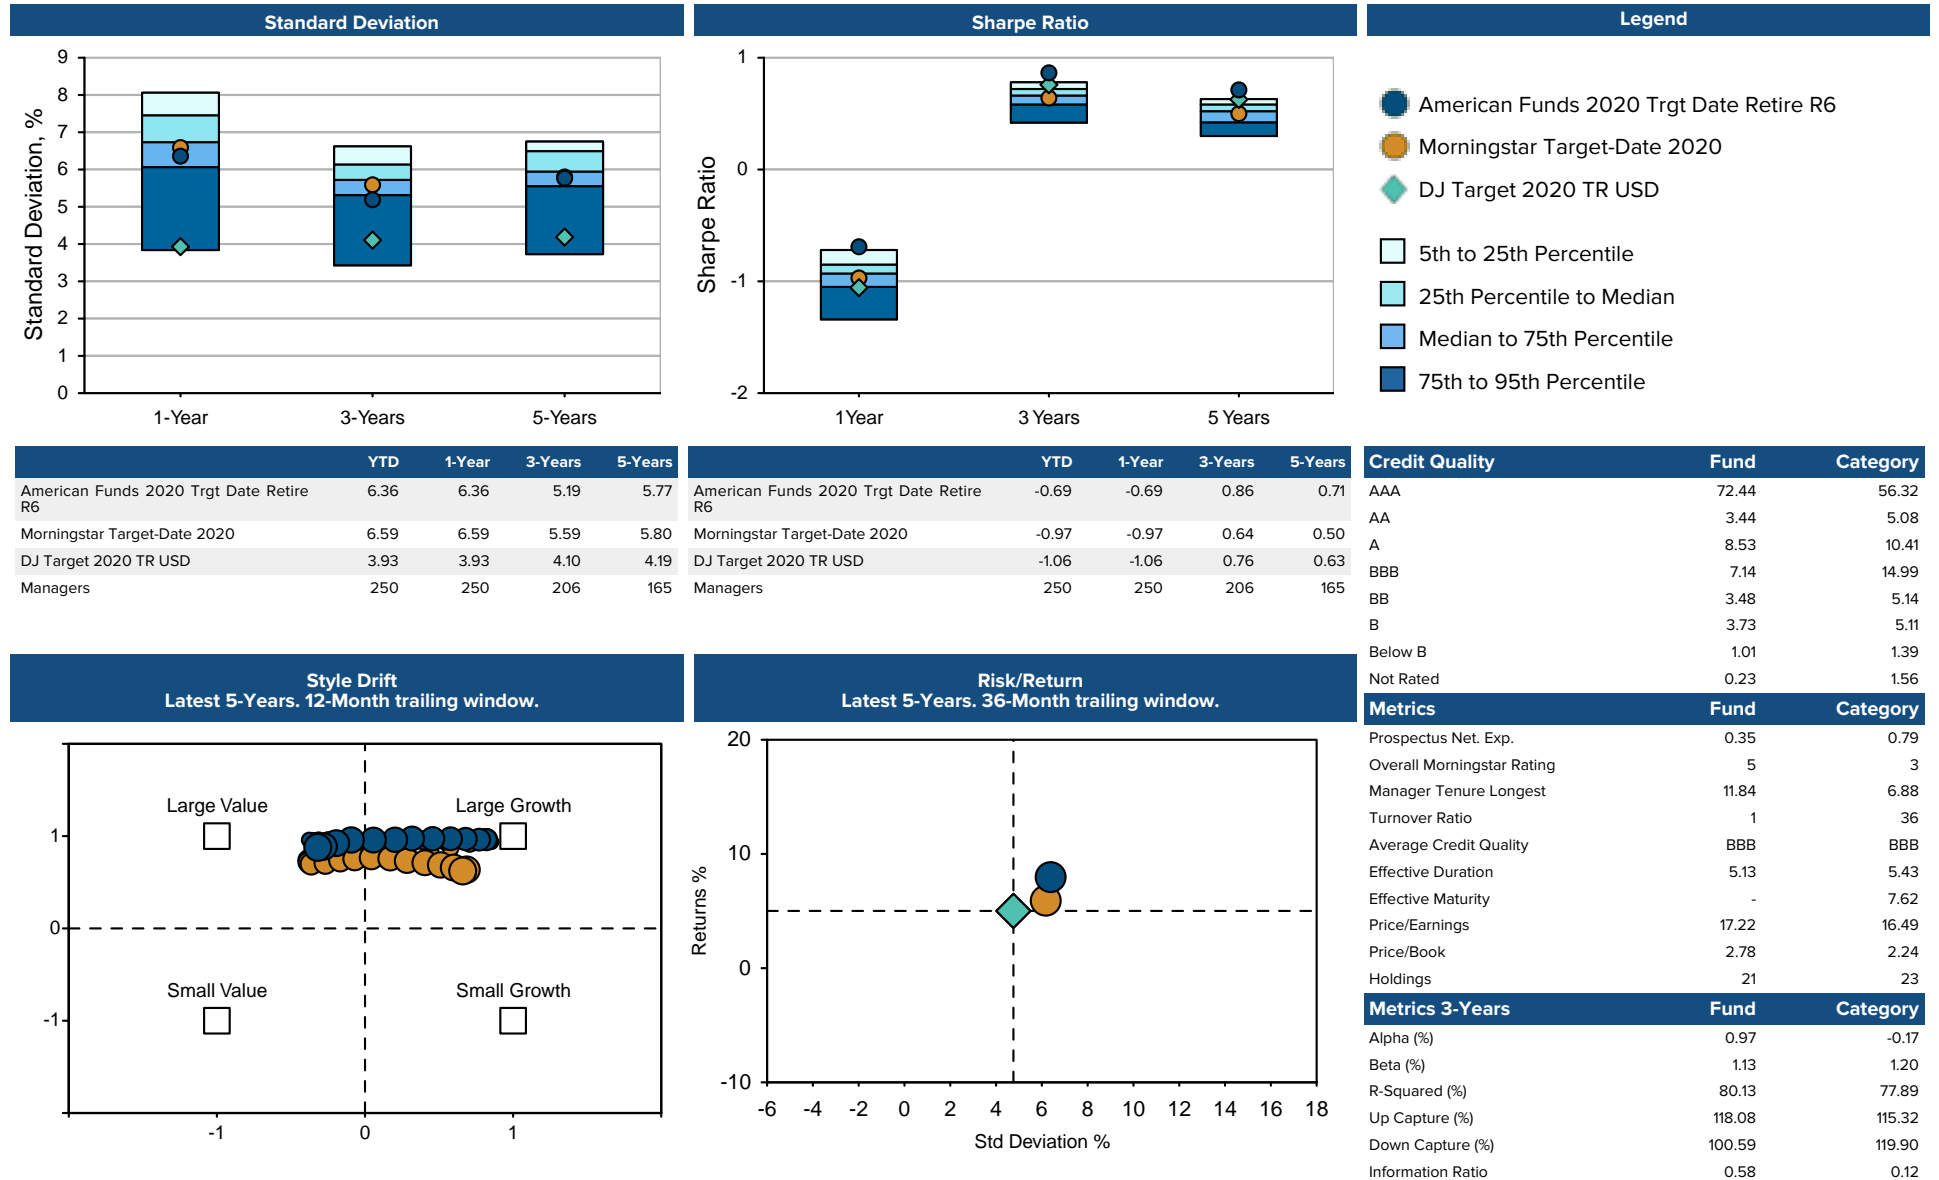 Standard Deviation
9
8
7
6
5
4
3
2
1
0
Standard Deviation, %
1-Year 3-Years 5-Years
Sharpe Ratio
1
0
-1
-2
Sharpe Ratio
1 Year 3 Years 5 Years
Legend
American Funds 2020 Trgt Date Retire R6
Morningstar Target-Date 2020
DJ Target 2020 TR USD
5th to 25th Percentile
25th Percentile to Median
Median to 75th Percentile
75th to 95th Percentile
YTD 1-Year 3-Years 5-Years
American Funds 2020 Trgt Date Retire 6.36 6.36 5.19 5.77
R6
Morningstar Target-Date 2020 6.59 6.59 5.59 5.80
DJ Target 2020 TR USD 3.93 3.93 4.10 4.19
Managers 250 250 206 165
YTD 1-Year 3-Years 5-Years
American Funds 2020 Trgt Date Retire -0.69 -0.69 0.86 0.71
R6
Morningstar Target-Date 2020 -0.97 -0.97 0.64 0.50
DJ Target 2020 TR USD -1.06 -1.06 0.76 0.63
Managers 250 250 206 165
Credit Quality Fund Category
AAA 72.44 56.32
AA 3.44 5.08
A 8.53 10.41
BBB 7.14 14.99
BB 3.48 5.14
B 3.73 5.11
Below B 1.01 1.39
Not Rated 0.23 1.56
Metrics Fund Category
Prospectus Net. Exp. 0.35 0.79
Overall Morningstar Rating 5 3
Manager Tenure Longest 11.84 6.88
Turnover Ratio 1 36
Average Credit Quality BBB BBB
Effective Duration 5.13 5.43
Effective Maturity - 7.62
Price/Earnings 17.22 16.49
Price/Book 2.78 2.24
Holdings 21 23
Metrics 3-Years Fund Category
Alpha (%) 0.97 -0.17
Beta (%) 1.13 1.20
R-Squared (%) 80.13 77.89
Up Capture (%) 118.08 115.32
Down Capture (%) 100.59 119.90
Information Ratio 0.58 0.12
Style Drift
Latest 5-Years. 12-Month trailing window.
Large Value Large Growth
1
0
Small Value Small Growth
-1
-1 0 1
Risk/Return
Latest 5-Years. 36-Month trailing window.
20
10
0
-10
Returns %
-6 -4 -2 0 2 4 6 8 10 12 14 16 18
Std Deviation %